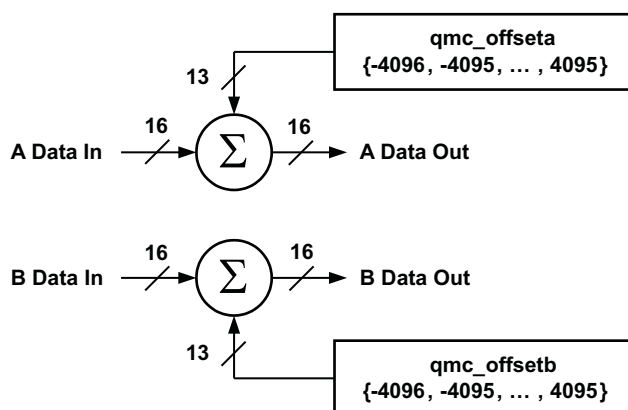 qmc_offseta
{-4096, -4095, … , 4095}
13
16
16
A Data In
Σ
A Data Out
16
16
B Data In
Σ
B Data Out
13
qmc_offsetb
{-4096, -4095, … , 4095}